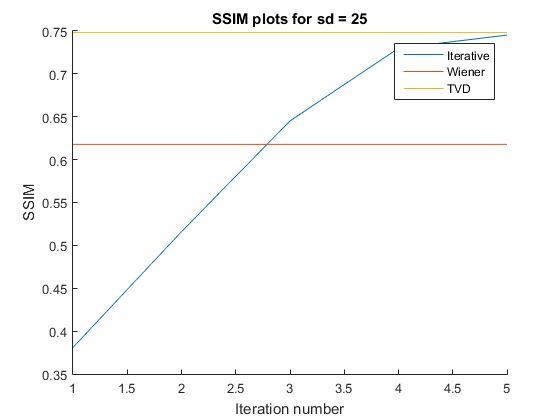 SSIM plots for sd = 25
SSIM
0.75
0.7
0.65
0.6
0.55
0.5
0.45
0.4
0.35
Iterative
Wiener
TVD
1 1.5 2 2.5 3 3.5 4 4.5 5
Iteration number